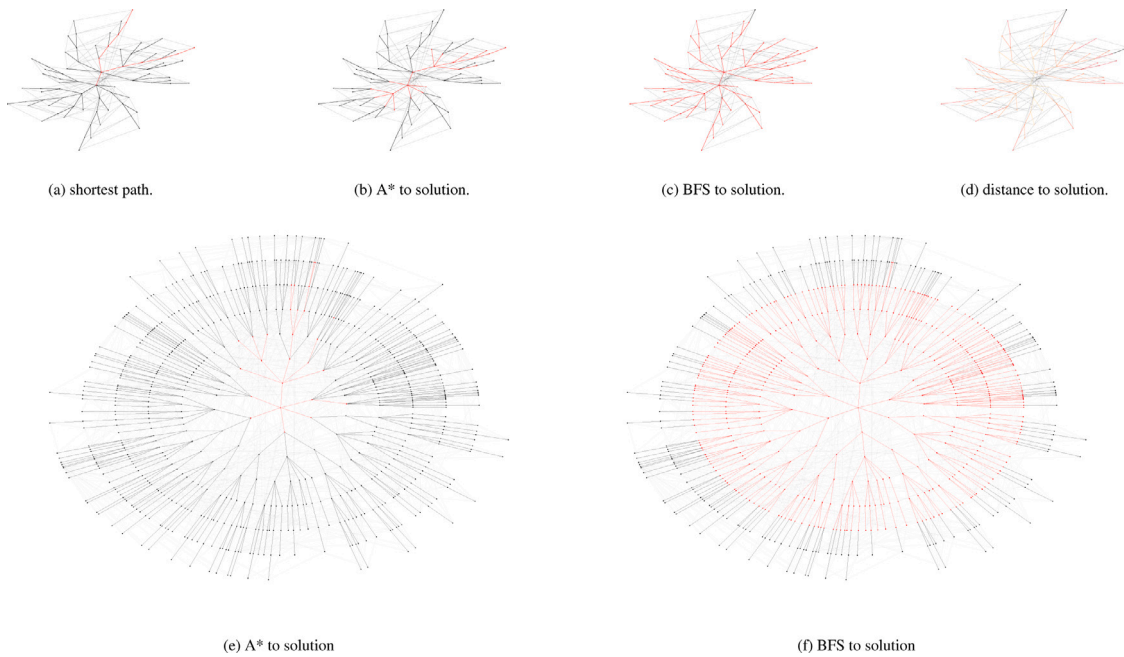 (a) shortest path.
(b) A* to solution.
(c) BFS to solution.
(d) distance to solution.
(e) A* to solution
(f) BFS to solution